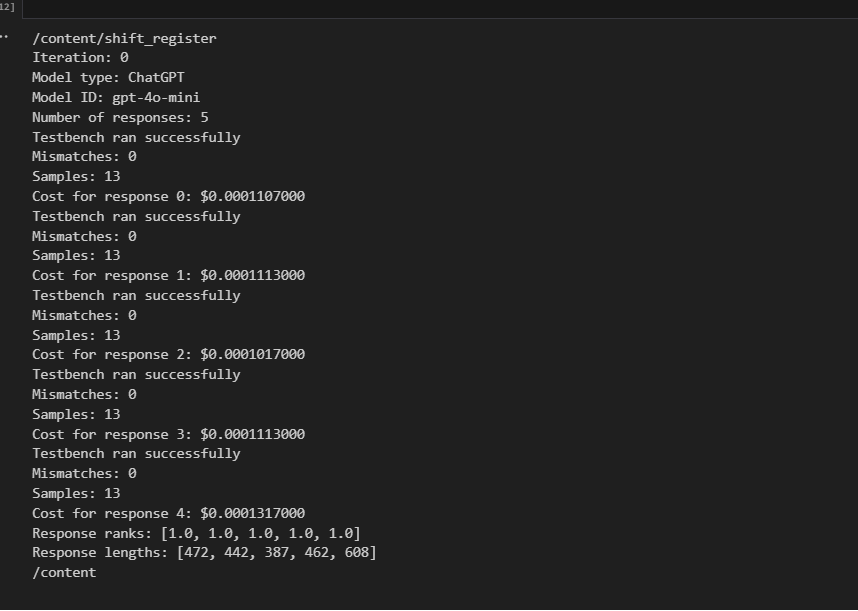 12]
..
/content/shift_register
Iteration: 0
Model type: ChatGPT
Model ID: gpt-4o-mini
Number of responses: 5
Testbench ran successfully
Mismatches: 0
Samples: 13
Cost for response 0: $0.0001107000
Testbench ran successfully
Mismatches: 0
Samples: 13
Cost for response 1: $0.0001113000
Testbench ran successfully
Mismatches: 0
Samples: 13
Cost for response 2: $0.0001017000
Testbench ran successfully
Mismatches: 0
Samples: 13
Cost for response 3: $0.0001113000
Testbench ran successfully
Mismatches: 0
Samples: 13
Cost for response 4: $0.0001317000
Response ranks: [1.0, 1.0, 1.0, 1.0, 1.0]
Response lengths: [472, 442, 387, 462, 608]
/content